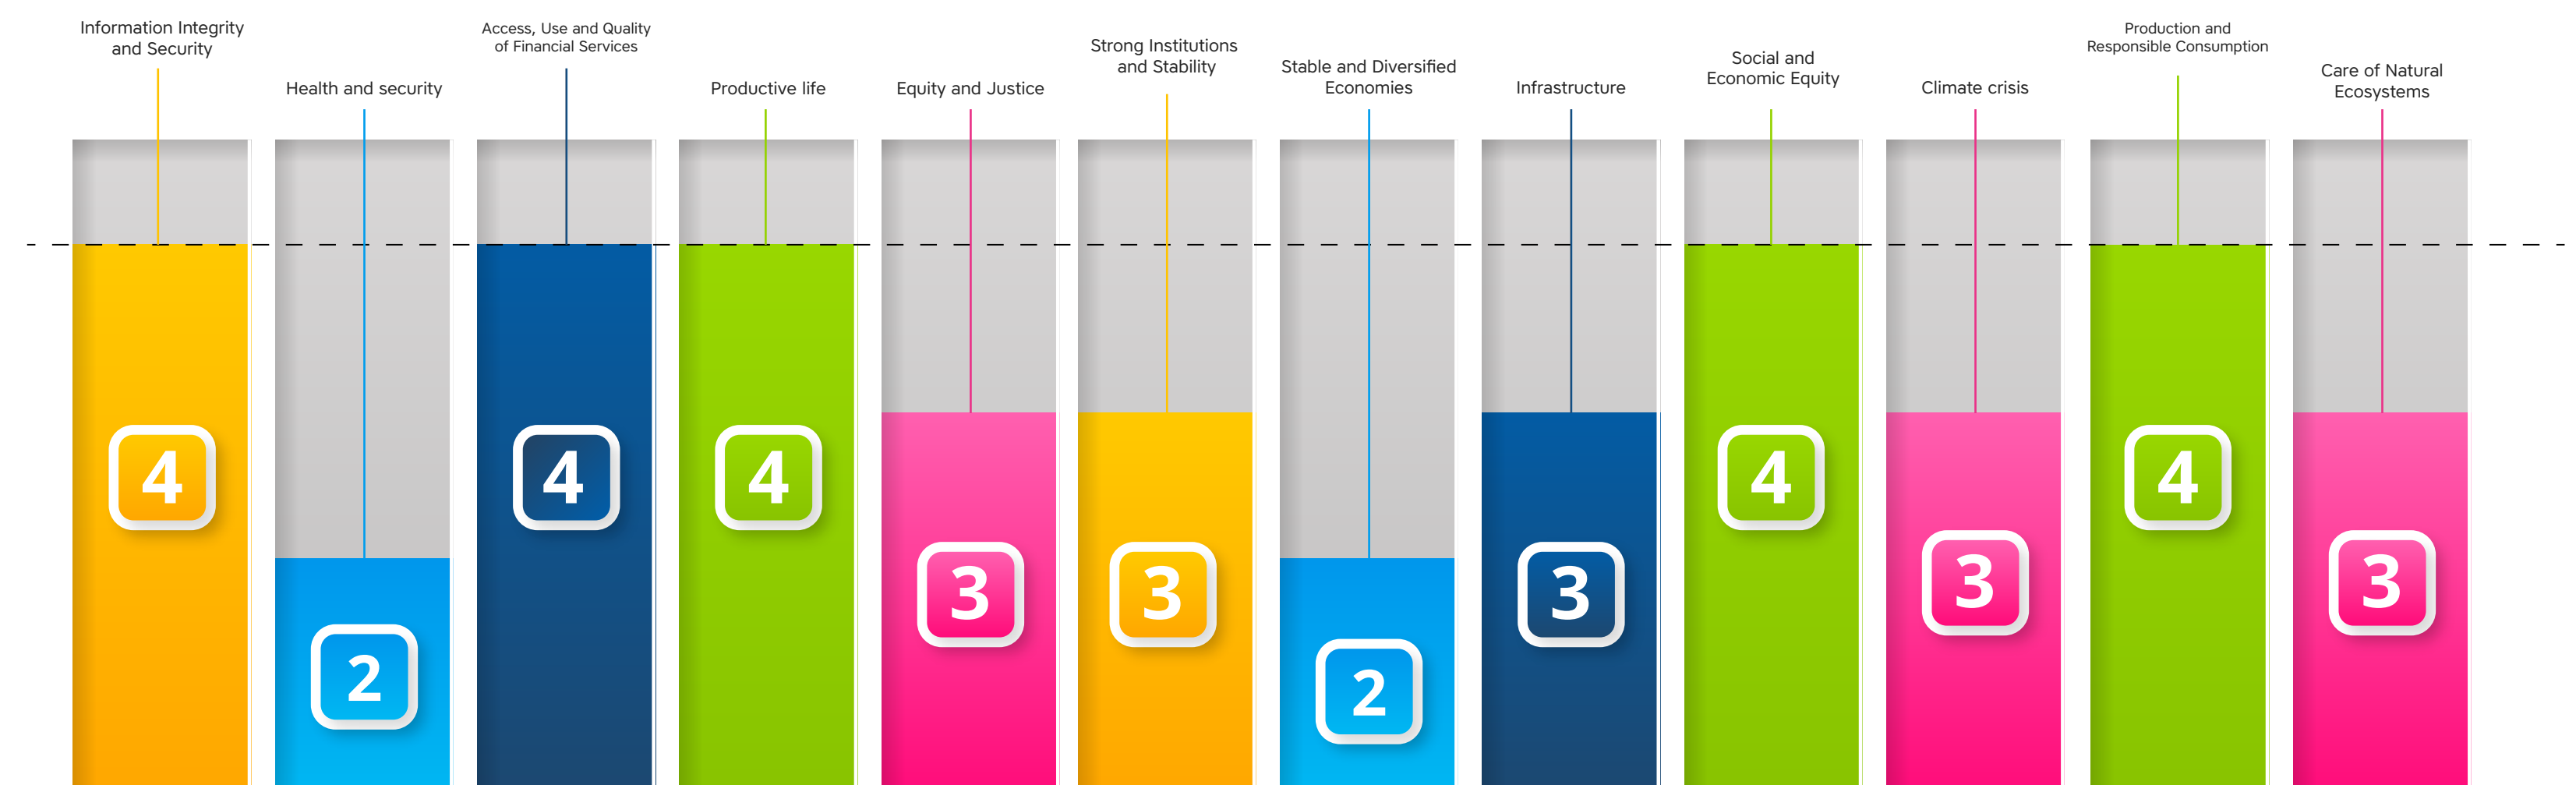 Information Integrity
and Security
Health and security
Access, Use and Quality
of Financial Services
Productive life
Equity and Justice
Strong Institutions
and Stability
Stable and Diversified
Economies
Infrastructure
Social and
Economic Equity
Climate crisis
Production and
Responsible Consumption
Care of Natural
Ecosystems
4
2
4
4
3
3
2
3
4
3
4
3